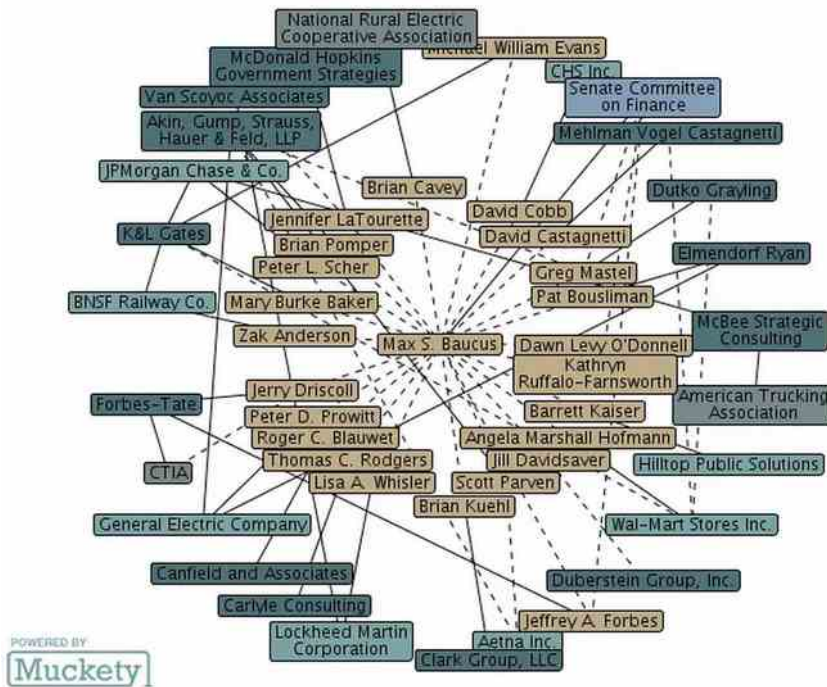 National Rural Electric
Cooperative Association
Michael William Evans
McDonald Hopkins
Government Strategies
CHS Inc.
Van Scoyoc Associates
Senate Committee
on Finance
Akin, Gump, Strauss,
Hauer & Feld, LLP
Mehlman Vogel Castagnetti
JPMorgan Chase & Co.
Brian Cavey
Dutko Grayling
Jennifer LaTourette
David Cobb
K&L Gates
Brian Pomper
David Castagnetti
Elmendorf Ryan
Peter L. Scher
Greg Mastel
BNSF Railway Co.
Mary Burke Baker
Pat Bousliman
McBee Strategic
Consulting
Zak Anderson
Max S. Baucus
Dawn Levy O'Donnell
Kathryn
Ruffalo-Farnsworth
Jerry Driscoll
American Trucking
Association
Forbes-Tate
Peter D. Prowitt
Barrett Kaiser
Roger C. Blauwet
Angela Marshall Hofmann
CTIA
Thomas C. Rodgers
Jill Davidsaver
Hilltop Public Solutions
Lisa A. Whisler
Scott Parven
Brian Kuehl
General Electric Company
Wal-Mart Stores Inc.
Canfield and Associates
Duberstein Group, Inc.
Carlyle Consulting
Jeffrey A. Forbes
Lockheed Martin
Corporation
Aetna Inc.
Clark Group, LLC
POWERED BY
Muckety